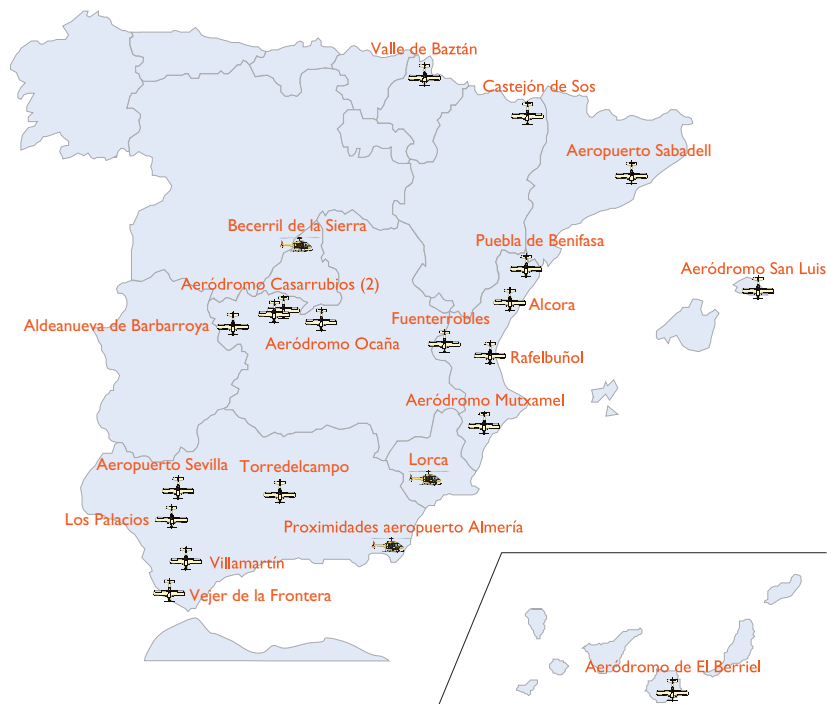 Valle de Baztán
Castejón de Sos
Aeropuerto Sabadell
Becerril de la Sierra
Puebla de Benifasa
Aeródromo San Luis
Aeródromo Casarrubios (2)
Alcora
Aldeanueva de Barbarroya
Fuenterrobles
Aeródromo Ocaña
Rafelbuñol
Aeródromo Mutxamel
Aeropuerto Sevilla
Torredelcampo
Lorca
Los Palacios
Proximidades aeropuerto Almería
Villamartín
Vejer de la Frontera
Aeródromo de El Berriel